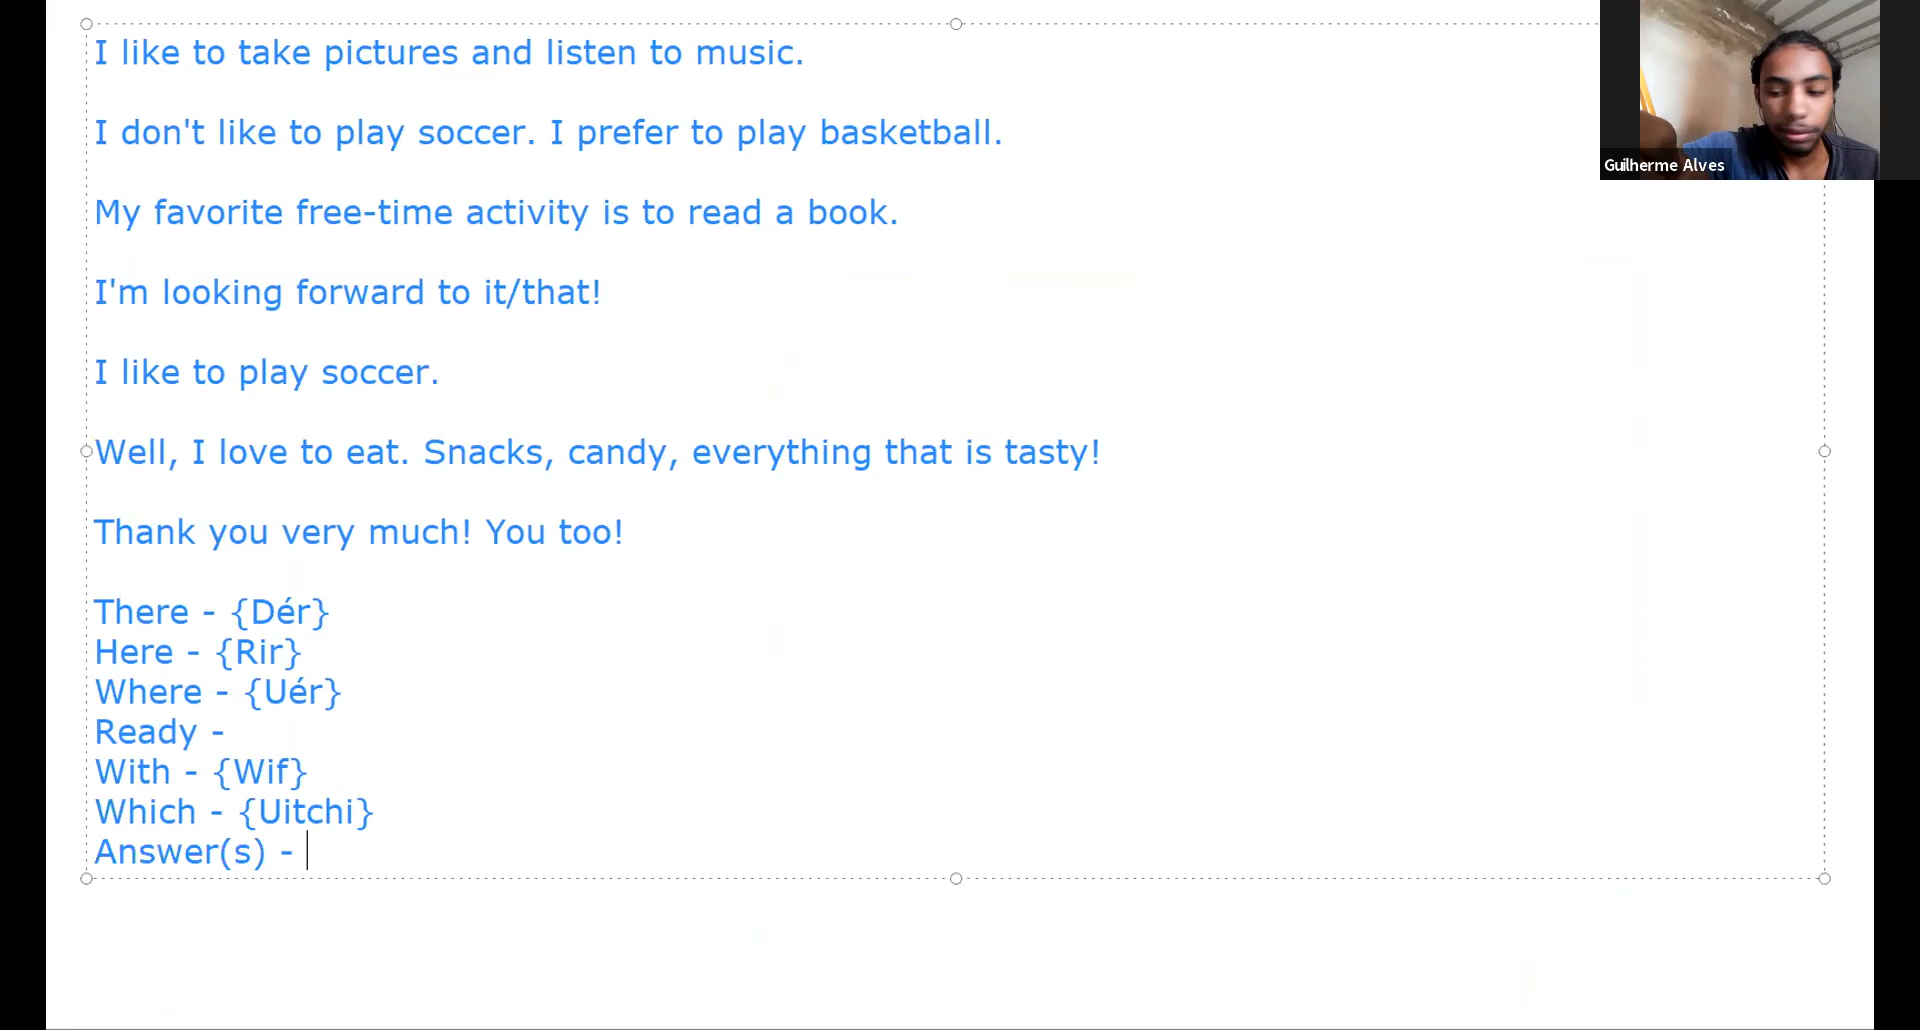 I like to take pictures and listen to music.
I don't like to play soccer. I prefer to play basketball.
My favorite free-time activity is to read a book.
I'm looking forward to it/that!
I like to play soccer.
Well, I love to eat. Snacks, candy, everything that is tasty!
Thank you very much! You too!
There - {Dér}
Here - {Rir}
Where - {Uér}
Ready -
With - {Wif}
Which - {Uitchi}
Answer(s) -
Guilherme Alves